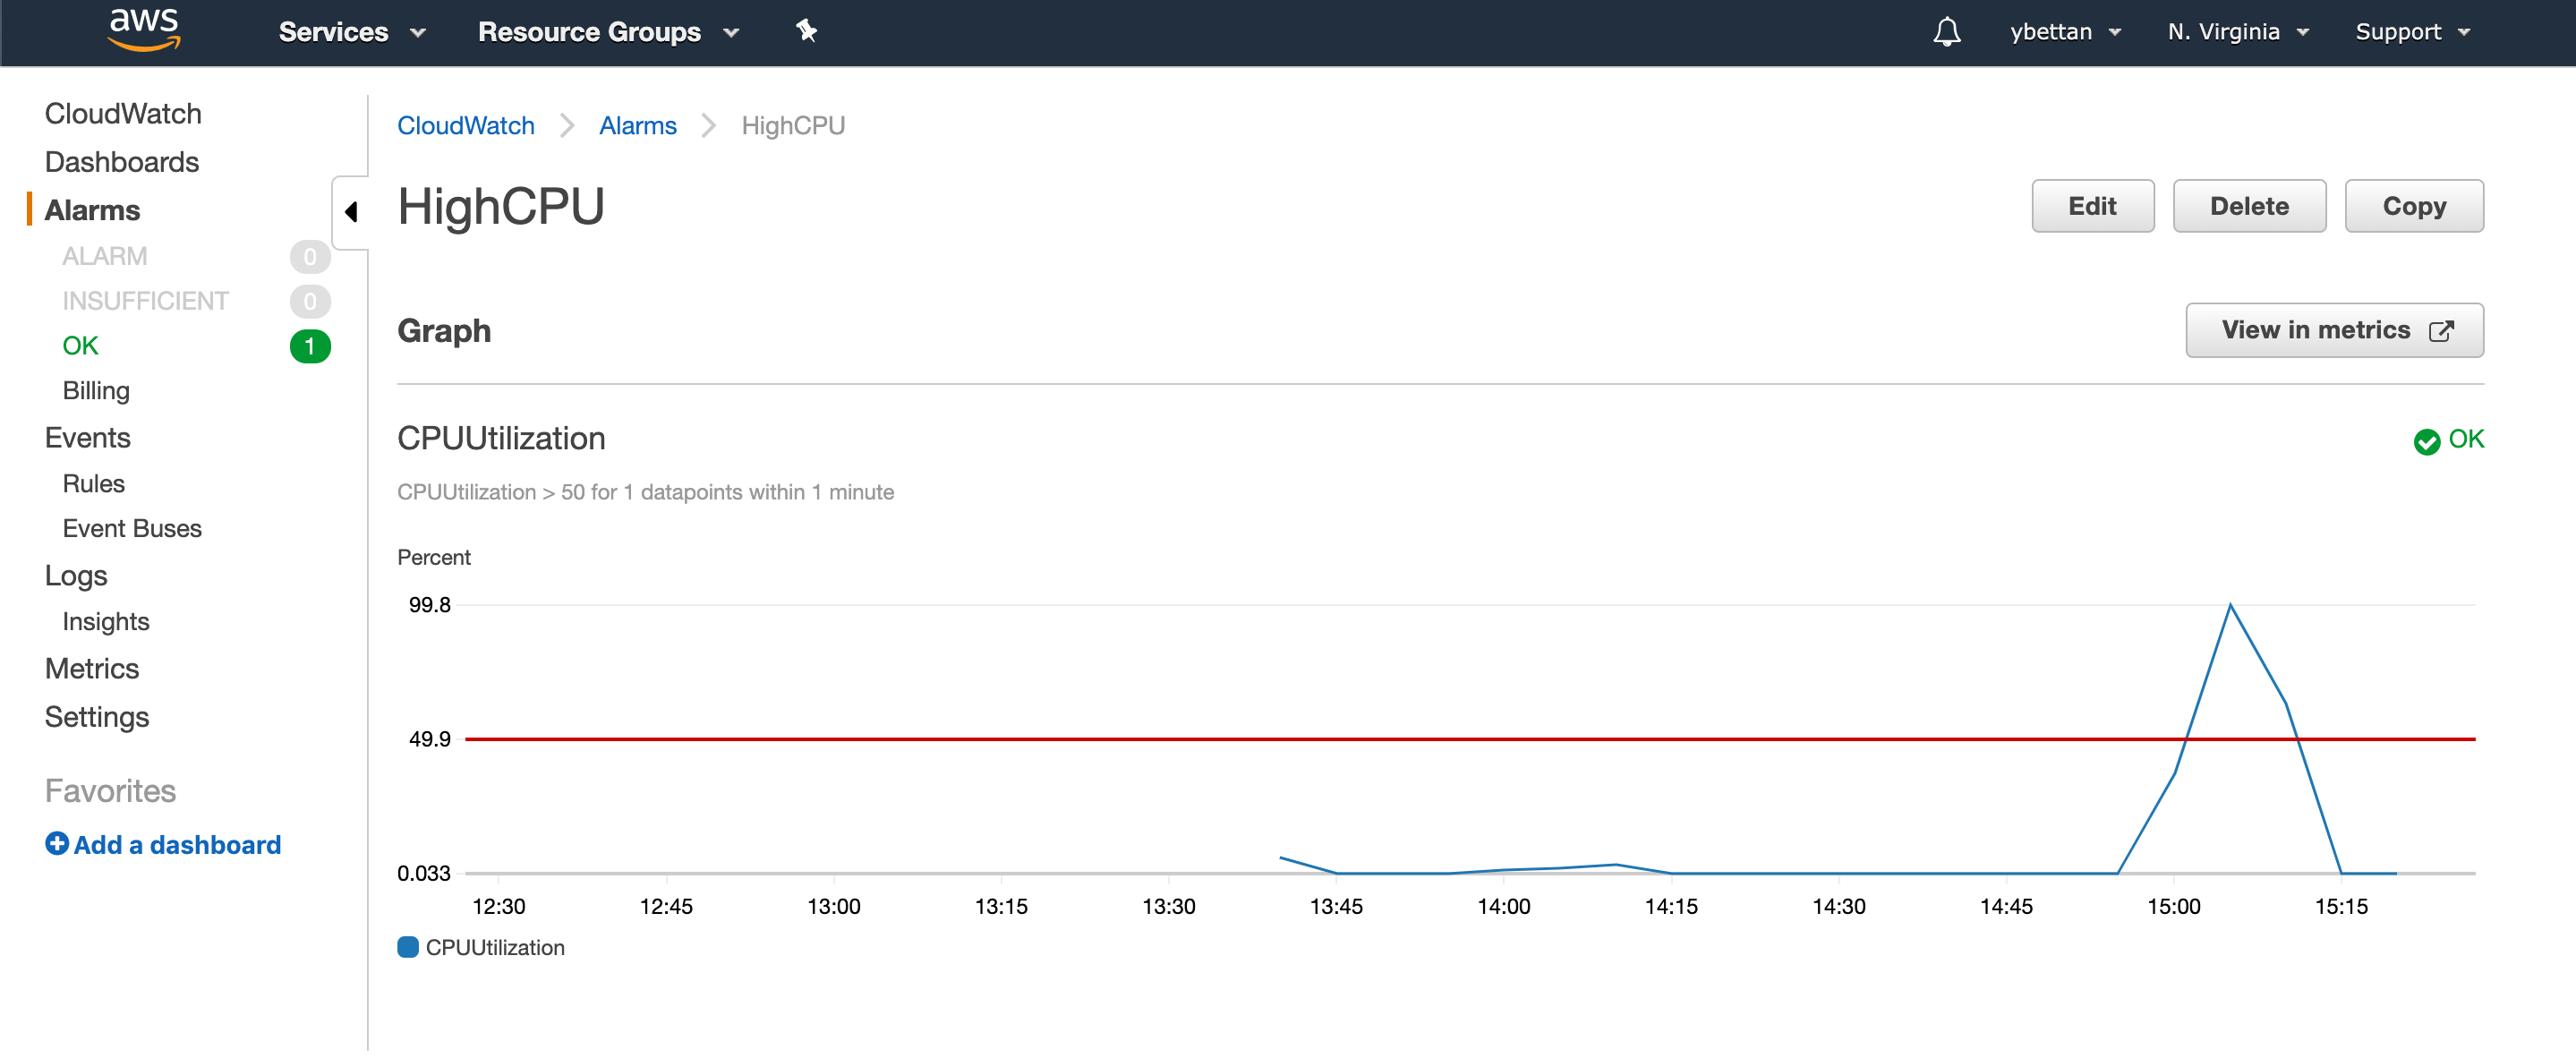 aws Services Resource Groups ybettan N. Virginia Support
CloudWatch
Dashboards
Alarms
ALARM 0
INSUFFICIENT 0
OK 1
Billing
Events
Rules
Event Buses
Logs
Insights
Metrics
Settings
Favorites
Add a dashboard
CloudWatch Alarms HighCPU
HighCPU
Edit Delete Copy
Graph
View in metrics
CPUUtilization
OK
CPUUtilization > 50 for 1 datapoints within 1 minute
Percent
99.8
49.9
0.033
12:30 12:45 13:00 13:15 13:30 13:45 14:00 14:15 14:30 14:45 15:00 15:15
CPUUtilization